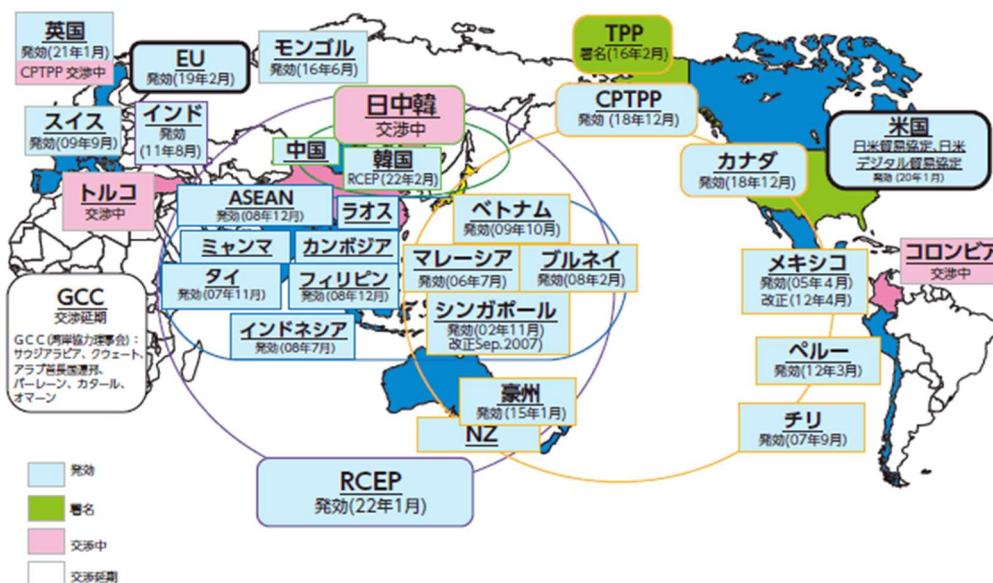 英国
発効(21年1月)
CPTPP 交渉中
EU
発効(19年2月)
モンゴル
発効(16年6月)
TPP
署名(16年2月)
CPTPP
発効 (18年12月)
スイス
発効(09年9月)
インド
発効
(11年8月)
日中韓
交渉中
中国
韓国
RCEP(22年2月)
カナダ
発効(18年12月)
米国
日米貿易協定、日米
デジタル貿易協定
発効 (20年1月)
トルコ
交渉中
ASEAN
発効(08年12月)
ラオス
ベトナム
発効(09年10月)
ミャンマ
カンボジア
マレーシア
発効(06年7月)
ブルネイ
発効(08年2月)
メキシコ
発効(05年4月)
改正(12年4月)
コロンビア
交渉中
タイ
発効(07年11月)
フィリピン
発効(08年12月)
シンガポール
発効(02年11月)
改正Sep.2007)
インドネシア
発効(08年7月)
GCC
交渉延期
GCC(湾岸協力理事会):
サウジアラビア、クウェート、
アラブ首長国連邦、
バーレーン、カタール、
オマーン
ペルー
発効(12年3月)
豪州
発効(15年1月)
NZ
チリ
発効(07年9月)
RCEP
発効(22年1月)
発効
署名
交渉中
交渉延期